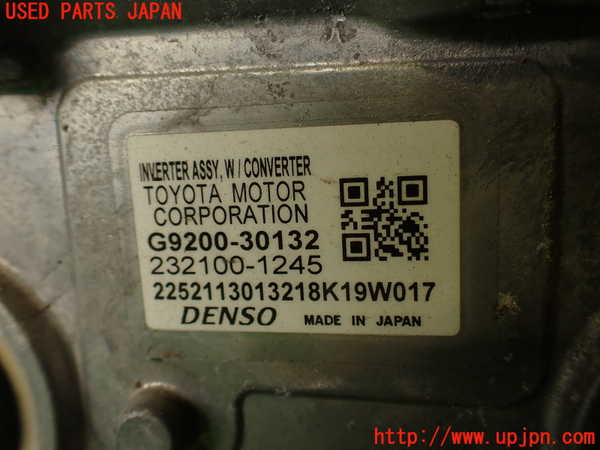 USED PARTS JAPAN
INVERTER ASSY, W / CONVERTER
TOYOTA MOTOR
CORPORATION
G9200-30132
232100-1245
2252113013218K19W017
DENSO MADE IN JAPAN
http://www.upjpn.com/